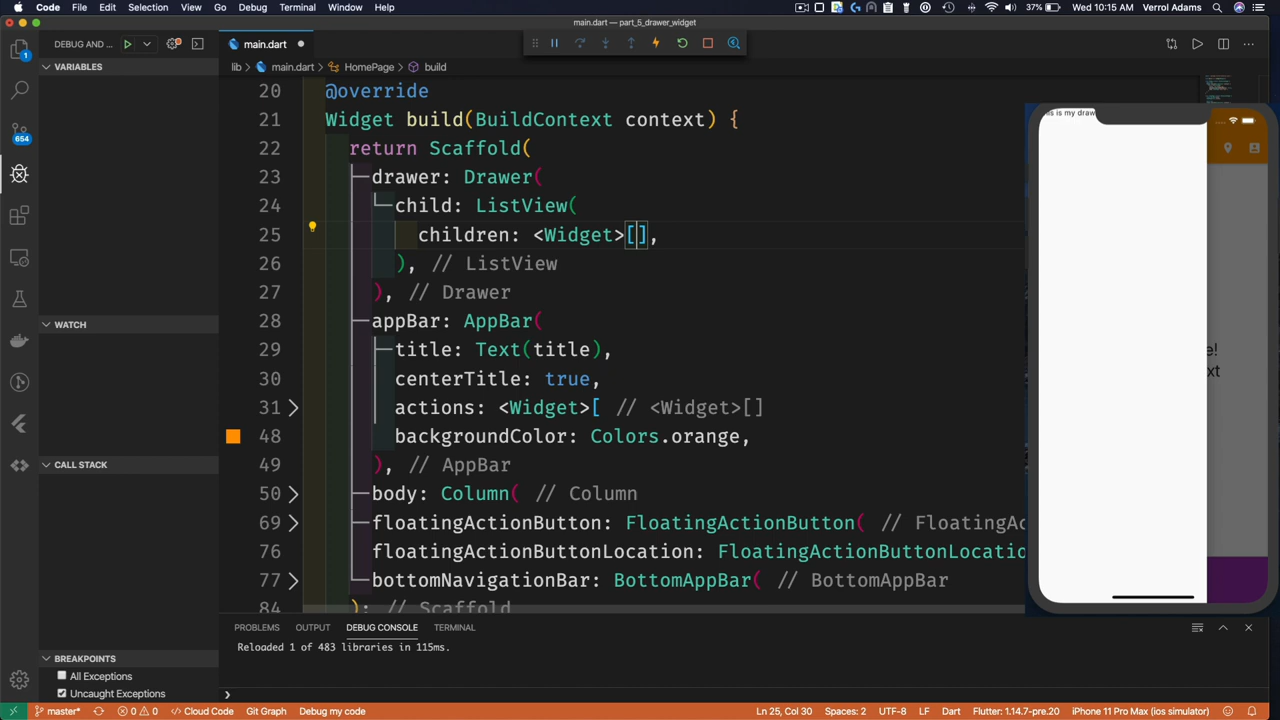 Code File Edit Selection View Go Debug Terminal Window Help 37% Wed 10:15 AM Verrol Adams
main.dart — part_5_drawer_widget
DEBUG AND ...
main.dart
lib > main.dart > HomePage > build
VARIABLES
WATCH
CALL STACK
BREAKPOINTS
All Exceptions
Uncaught Exceptions
1
654
20 @override
21 Widget build(BuildContext context) {
22 return Scaffold(
23 drawer: Drawer(
24 child: ListView(
25 children: <Widget>[],
26 ), // ListView
27 ), // Drawer
28 appBar: AppBar(
29 title: Text(title),
30 centerTitle: true,
31 actions: <Widget>[ // <Widget>[]
48 backgroundColor: Colors.orange,
49 ), // AppBar
50 body: Column( // Column
69 floatingActionButton: FloatingActionButton( // FloatingAc
76 floatingActionButtonLocation: FloatingActionButtonLocatio
77 bottomNavigationBar: BottomAppBar( // BottomAppBar
84 ); // Scaffold
is is my draw
e!
xt
PROBLEMS OUTPUT DEBUG CONSOLE TERMINAL
Reloaded 1 of 483 libraries in 115ms.
master* 0 0 Cloud Code Git Graph Debug my code Ln 25, Col 30 Spaces: 2 UTF-8 LF Dart Flutter: 1.14.7-pre.20 iPhone 11 Pro Max (ios simulator)